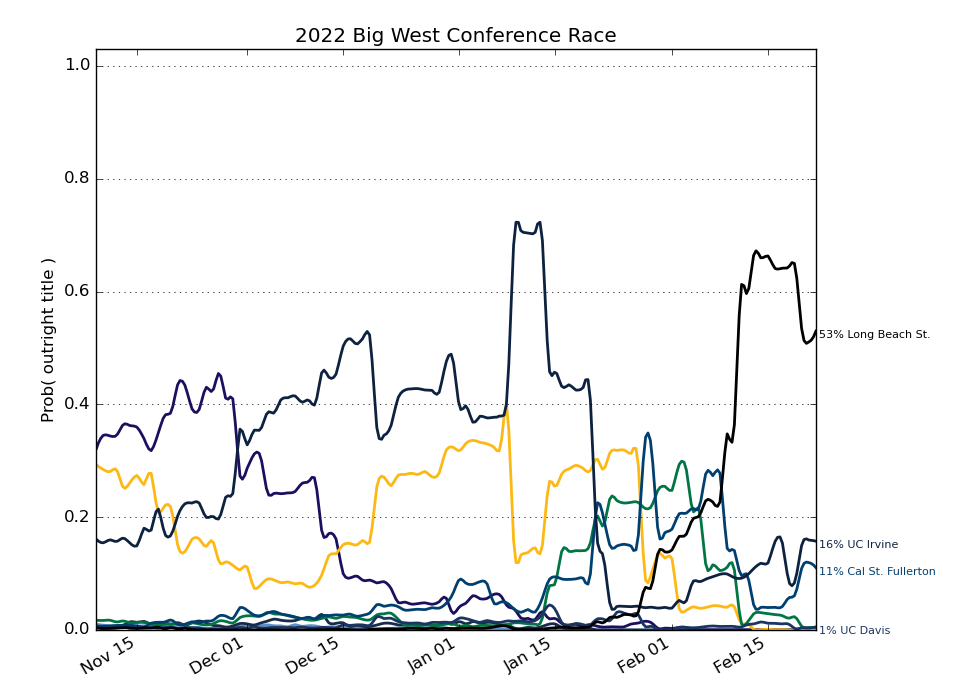 2022 Big West Conference Race
Prob( outright title )
1.0
0.8
0.6
0.4
0.2
0.0
53% Long Beach St.
16% UC Irvine
11% Cal St. Fullerton
1% UC Davis
Nov 15
Dec 01
Dec 15
Jan 01
Jan 15
Feb 01
Feb 15